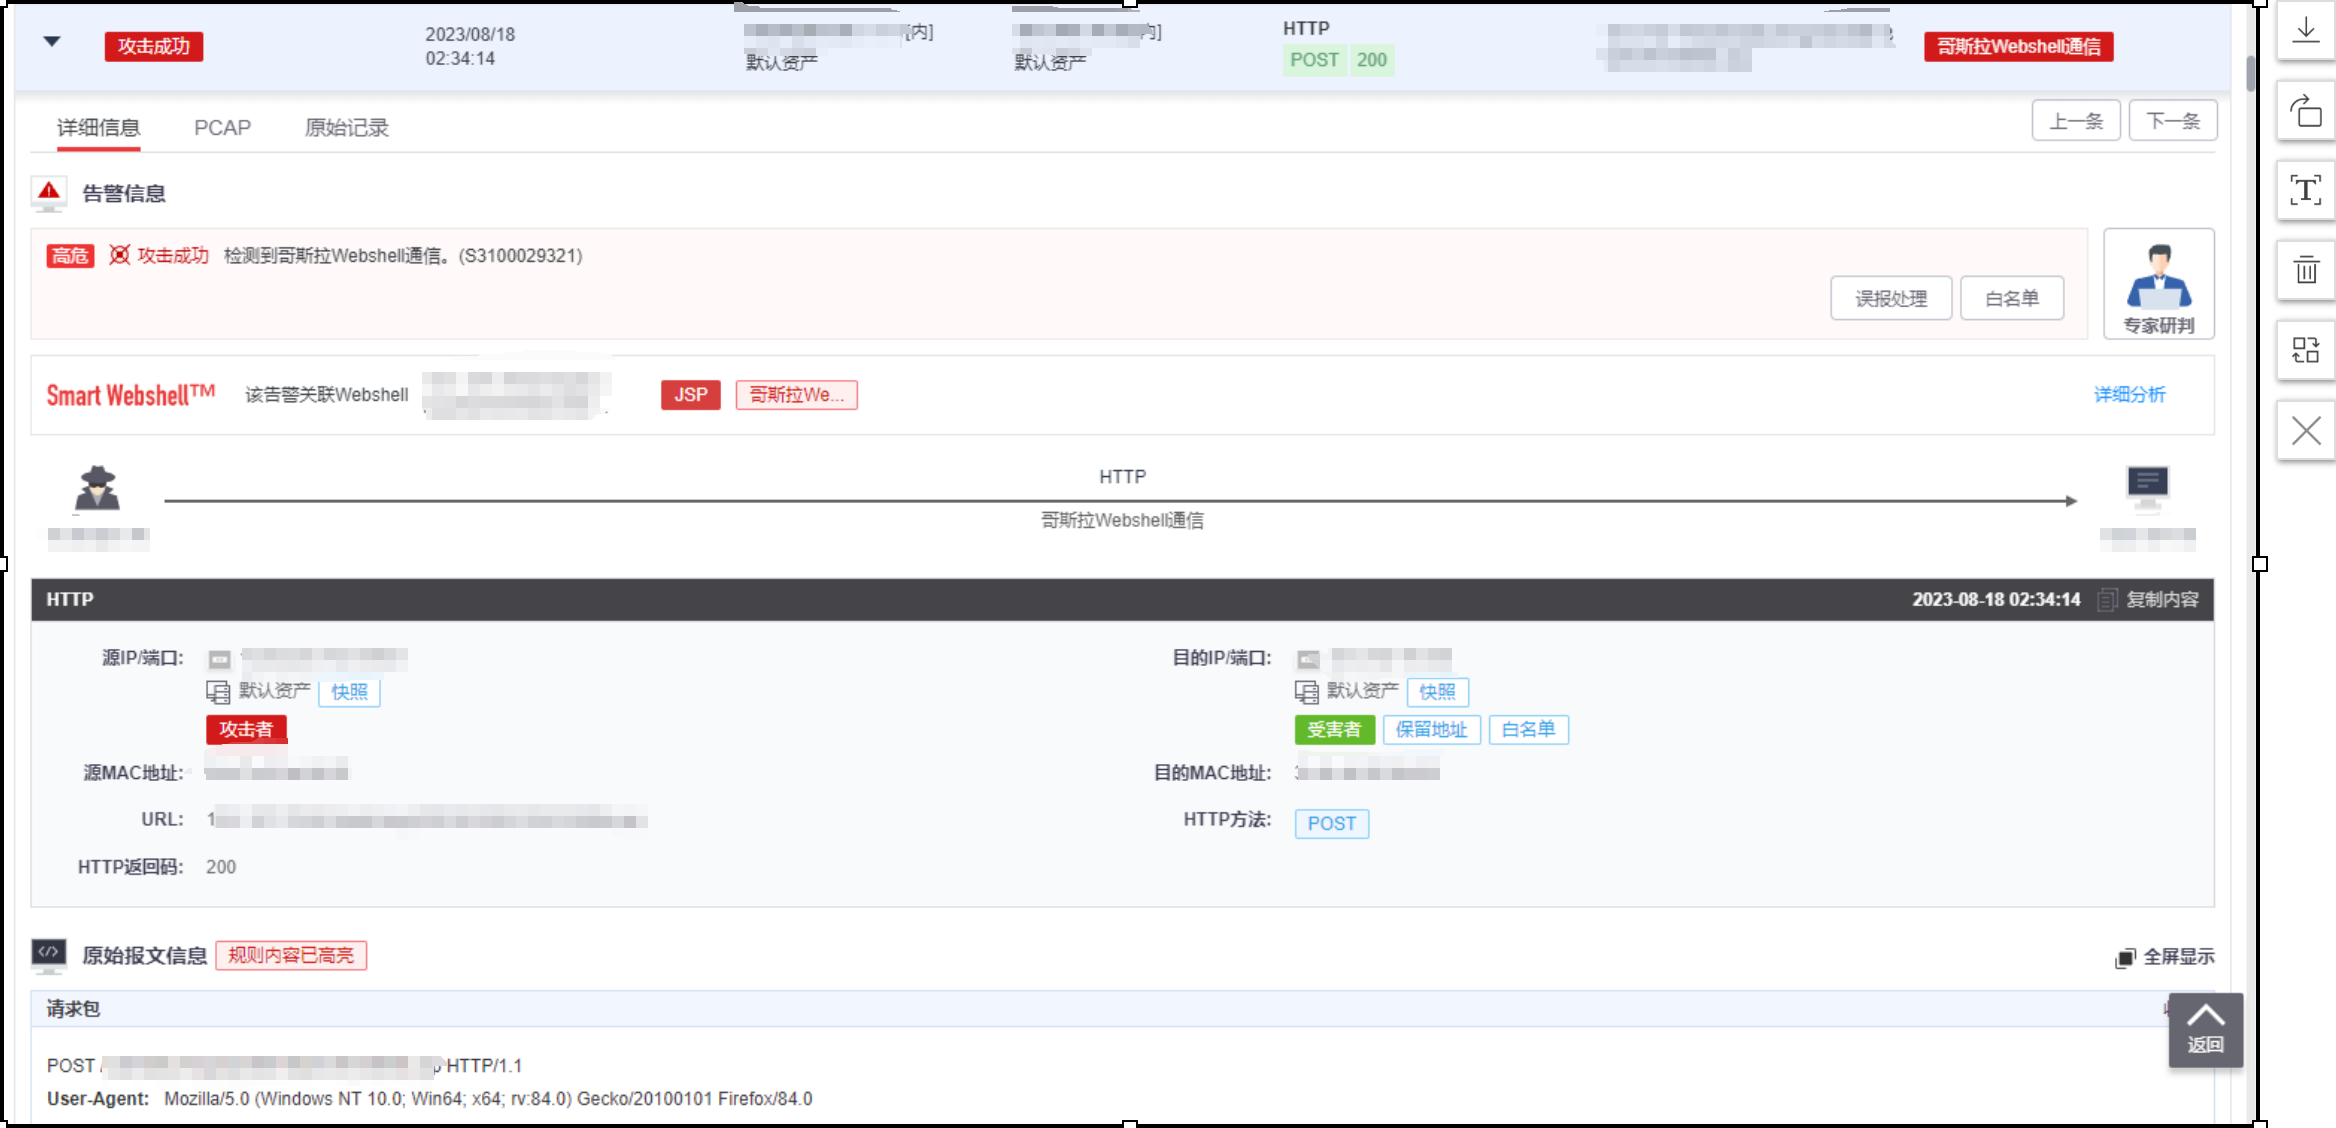 攻击成功
2023/08/18
02:34:14
[内]
默认资产
内]
默认资产
HTTP
POST 200
哥斯拉Webshell通信
详细信息 PCAP 原始记录
上一条 下一条
告警信息
高危 攻击成功 检测到哥斯拉Webshell通信。(S3100029321)
误报处理 白名单
专家研判
Smart Webshell™ 该告警关联Webshell JSP 哥斯拉We... 详细分析
HTTP
哥斯拉Webshell通信
HTTP 2023-08-18 02:34:14 复制内容
源IP/端口: 目的IP/端口:
默认资产 快照 默认资产 快照
攻击者 受害者 保留地址 白名单
源MAC地址: 目的MAC地址:
URL: HTTP方法: POST
HTTP返回码: 200
</> 原始报文信息 规则内容已高亮 全屏显示
请求包
返回
POST / HTTP/1.1
User-Agent: Mozilla/5.0 (Windows NT 10.0; Win64; x64; rv:84.0) Gecko/20100101 Firefox/84.0
T